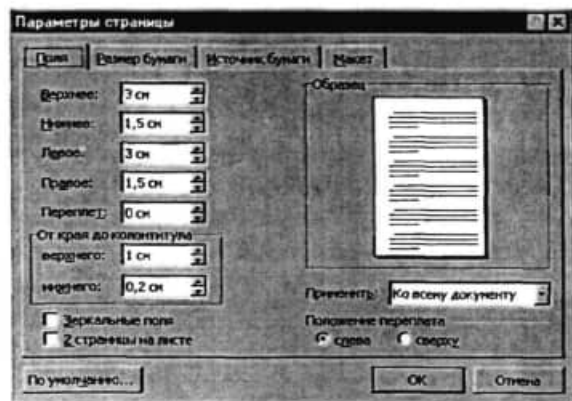 Параметры страницы
Поля Размер бумаги Источник бумаги Макет
Верхнее: 3 см
Нижнее: 1,5 см
Левое: 3 см
Правое: 1,5 см
Переплет: 0 см
От края до колонтитула
верхнего: 1 см
нижнего: 0,2 см
Зеркальные поля
2 страницы на листе
Образец
Применить: Ко всему документу
Положение переплета
слева сверху
По умолчанию... ОК Отмена